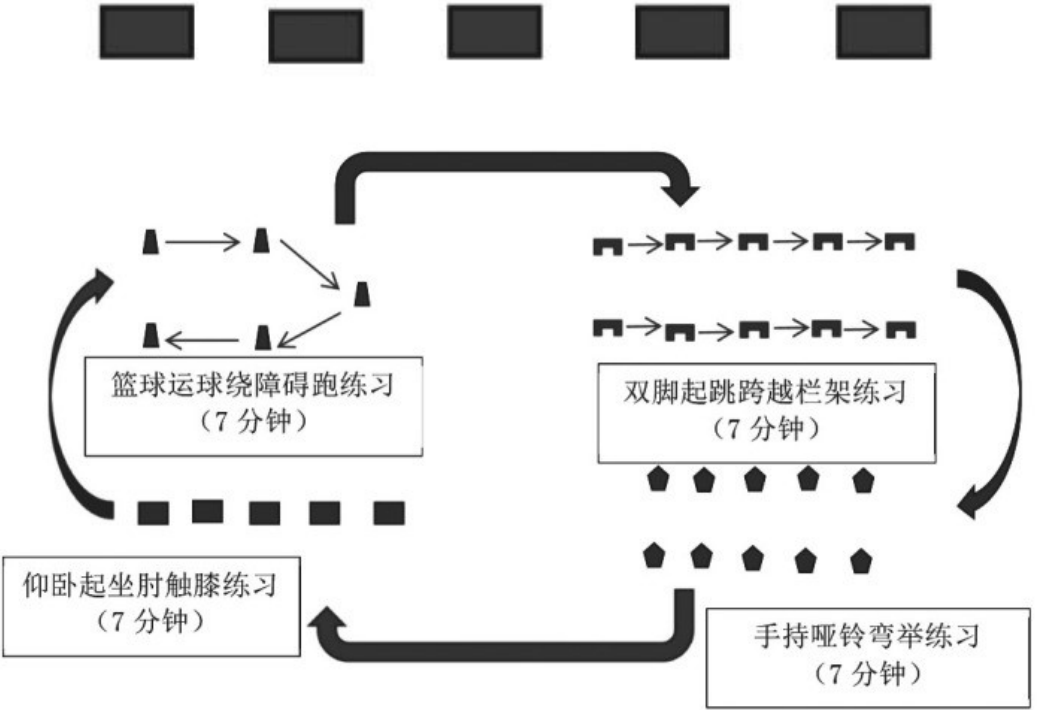 篮球运球绕障碍跑练习
（7 分钟）
双脚起跳跨越栏架练习
（7 分钟）
仰卧起坐肘触膝练习
（7 分钟）
手持哑铃弯举练习
（7 分钟）